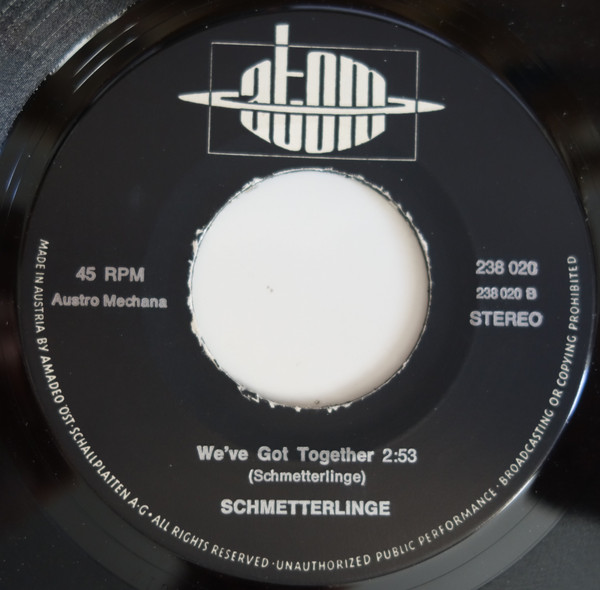 atom
45 RPM
Austro Mechana
238 020
238 020 B
STEREO
We've Got Together 2:53
(Schmetterlinge)
SCHMETTERLINGE
MADE IN AUSTRIA BY AMADEO ÖST. SCHALLPLATTEN A·G · ALL RIGHTS RESERVED · UNAUTHORIZED PUBLIC PERFORMANCE · BROADCASTING OR COPYING PROHIBITED